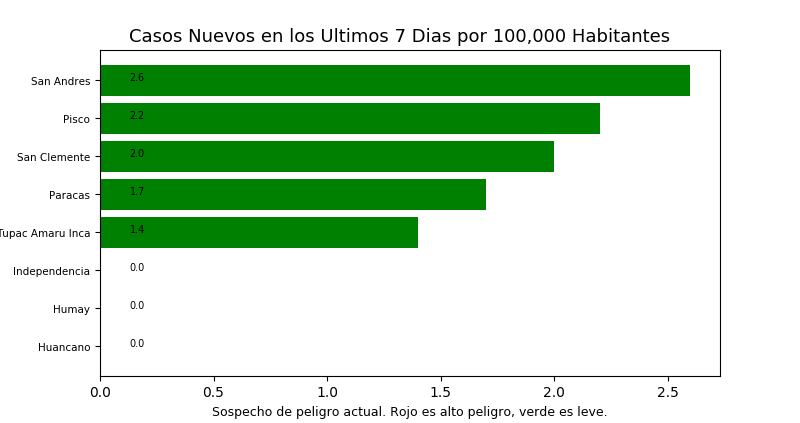 Casos Nuevos en los Ultimos 7 Dias por 100,000 Habitantes
San Andres 2.6
Pisco 2.2
San Clemente 2.0
Paracas 1.7
Tupac Amaru Inca 1.4
Independencia 0.0
Humay 0.0
Huancano 0.0
0.0 0.5 1.0 1.5 2.0 2.5
Sospecho de peligro actual. Rojo es alto peligro, verde es leve.